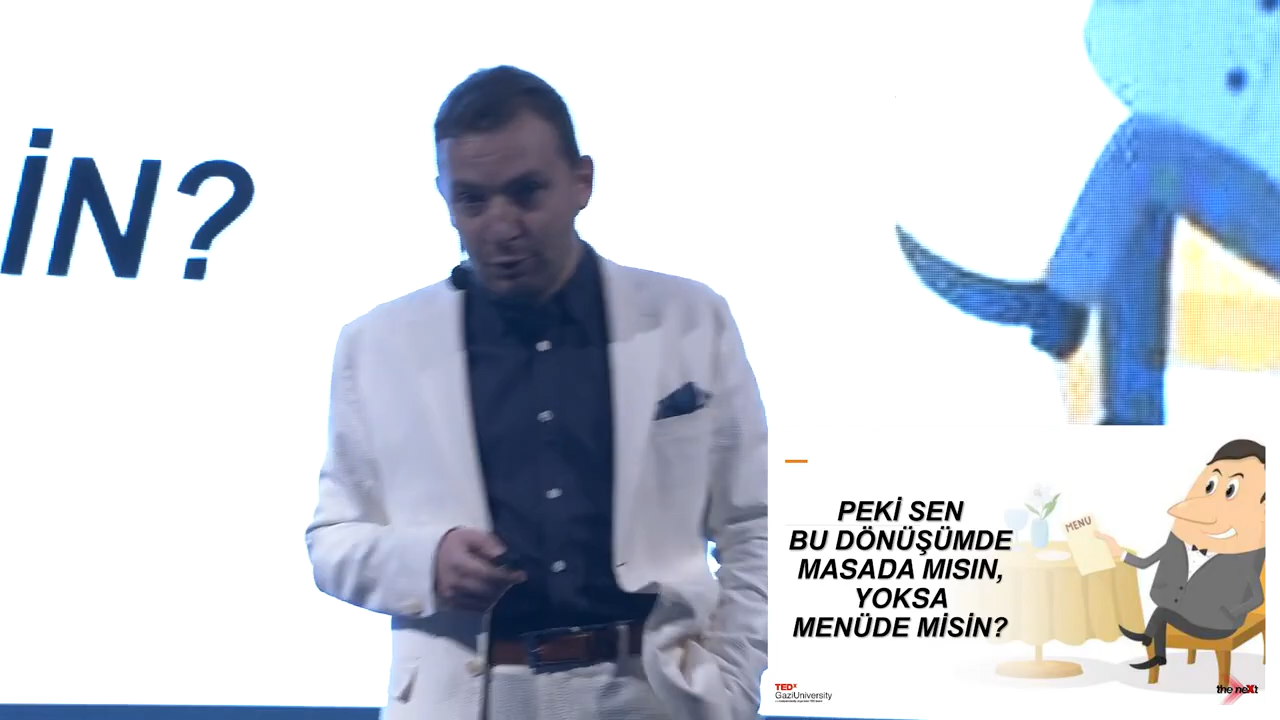 İN?
PEKİ SEN
BU DÖNÜŞÜMDE
MASADA MISIN,
YOKSA
MENÜDE MİSİN?
MENU
TEDx
GaziUniversity
the neXt